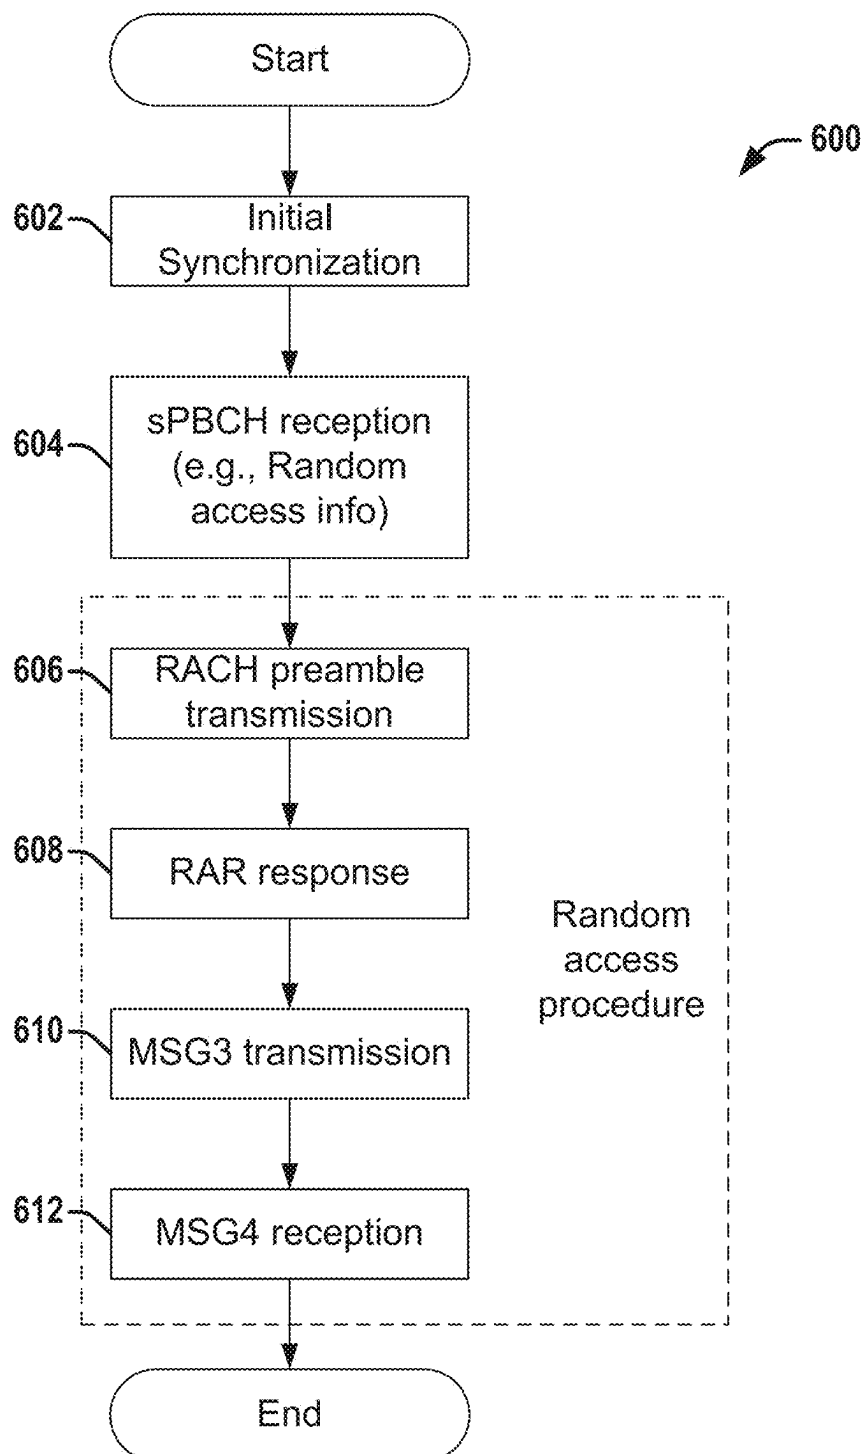 Start
600
602
Initial
Synchronization
604
sPBCH reception
(e.g., Random
access info)
606
RACH preamble
transmission
608
RAR response
Random
access
procedure
610
MSG3 transmission
612
MSG4 reception
End